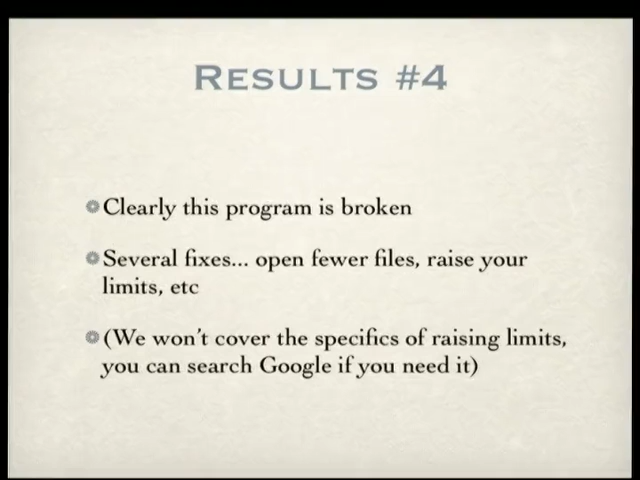 RESULTS #4
Clearly this program is broken
Several fixes... open fewer files, raise your
limits, etc
(We won't cover the specifics of raising limits,
you can search Google if you need it)